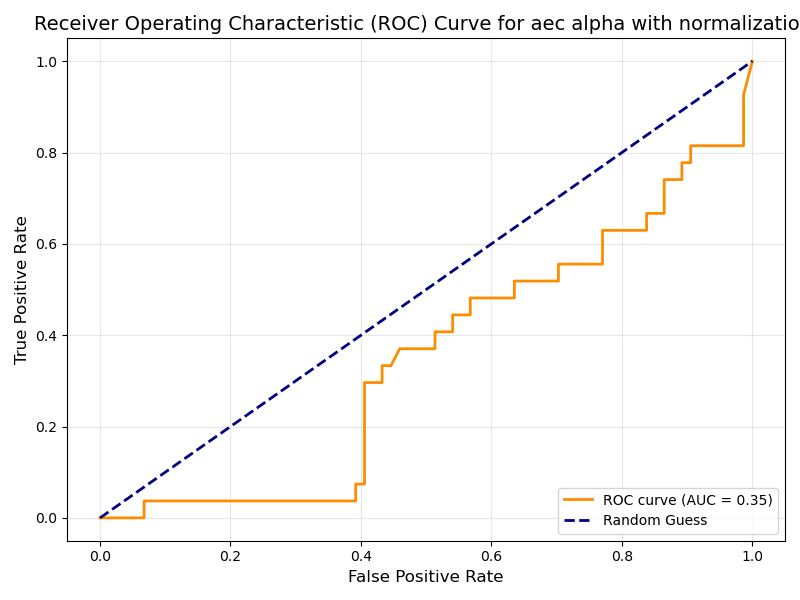 Receiver Operating Characteristic (ROC) Curve for aec alpha with normalizatio
1.0
0.8
0.6
0.4
0.2
0.0
True Positive Rate
0.0 0.2 0.4 0.6 0.8 1.0
False Positive Rate
ROC curve (AUC = 0.35)
Random Guess